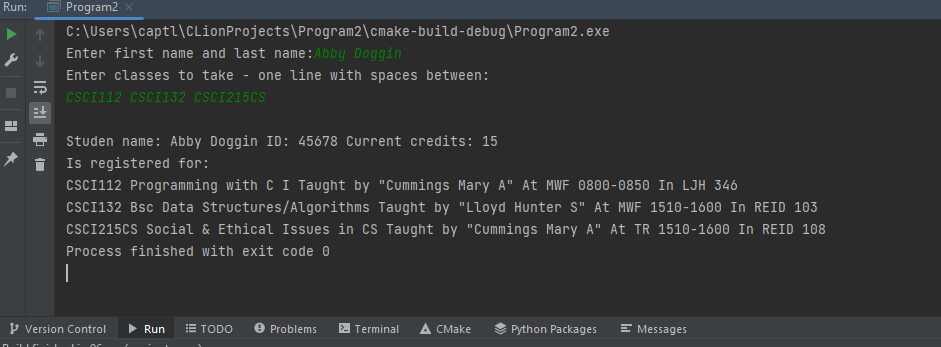 Run: Program2
C:\Users\captl\CLionProjects\Program2\cmake-build-debug\Program2.exe
Enter first name and last name:Abby Doggin
Enter classes to take - one line with spaces between:
CSCI112 CSCI132 CSCI215CS
Studen name: Abby Doggin ID: 45678 Current credits: 15
Is registered for:
CSCI112 Programming with C I Taught by "Cummings Mary A" At MWF 0800-0850 In LJH 346
CSCI132 Bsc Data Structures/Algorithms Taught by "Lloyd Hunter S" At MWF 1510-1600 In REID 103
CSCI215CS Social & Ethical Issues in CS Taught by "Cummings Mary A" At TR 1510-1600 In REID 108
Process finished with exit code 0
Version Control Run TODO Problems Terminal CMake Python Packages Messages